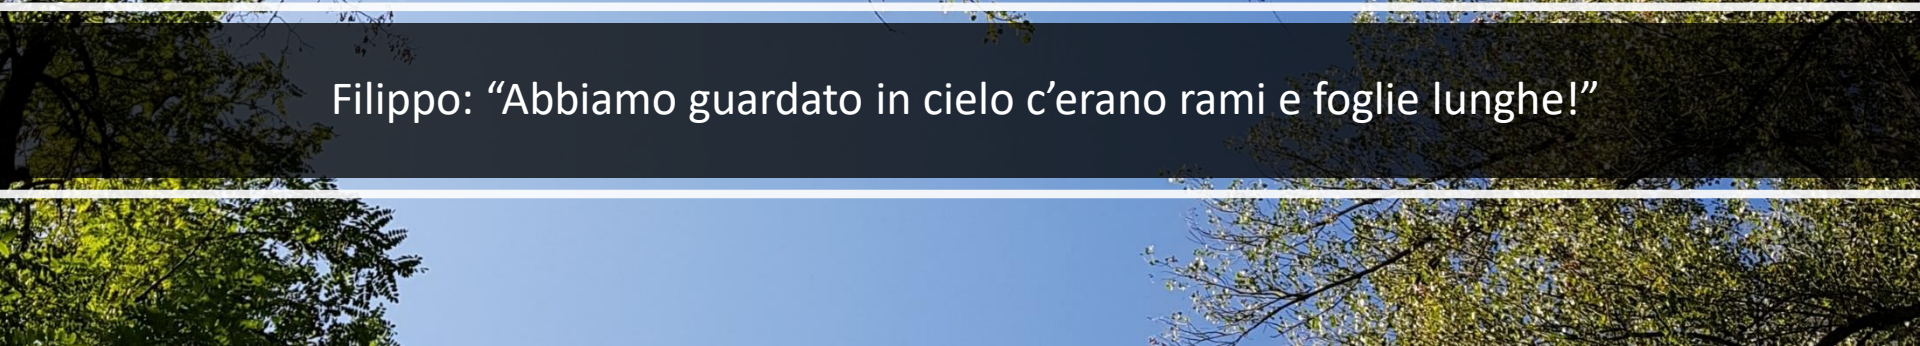 Filippo: “Abbiamo guardato in cielo c’erano rami e foglie lunghe!”